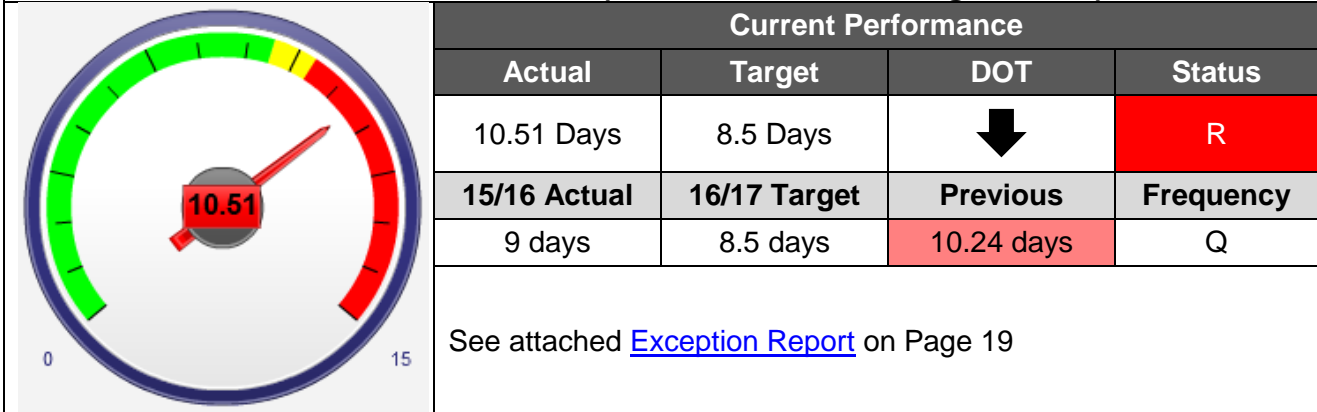 Current Performance
Actual Target DOT Status
10.51 Days 8.5 Days R
15/16 Actual 16/17 Target Previous Frequency
9 days 8.5 days 10.24 days Q
See attached Exception Report on Page 19
10.51
0 15